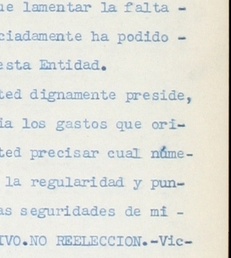 ue lamentar la falta -
ciadamente ha podido -
esta Entidad.
ted dignamente preside,
ia los gastos que ori-
ted precisar cual núme-
la regularidad y pun-
as seguridades de mi -
IVO.NO REELECCION.-Vic-